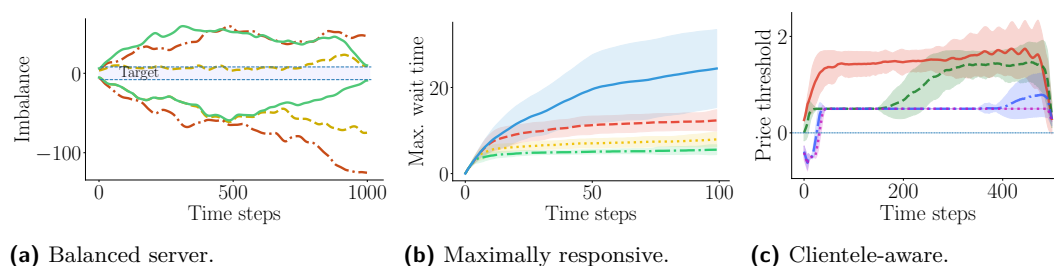 Imbalance
0
−100
Target
0
500
1000
Time steps
(a) Balanced server.
Max. wait time
20
0
0
50
100
Time steps
(b) Maximally responsive.
Price threshold
2
0
0
200
400
Time steps
(c) Clientele-aware.